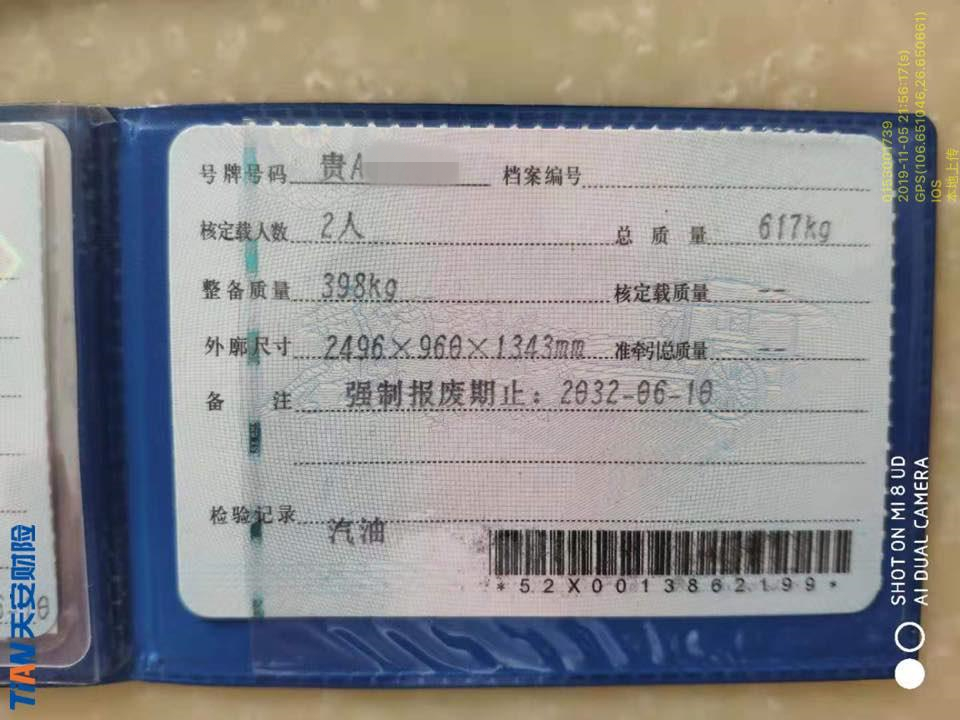 号牌号码 贵A 档案编号
核定载人数 2人 总质量 617kg
整备质量 398kg 核定载质量 --
外廓尺寸 2496×960×1343mm 准牵引总质量 --
备注 强制报废期止：2032-06-10
检验记录 汽油
*52X0013862199*
2019-11-05 21:56:17(s)
GPS(106.651046,26.650661)
IOS
本地上传
SHOT ON MI 8 UD
AI DUAL CAMERA
TIAN 天安财险